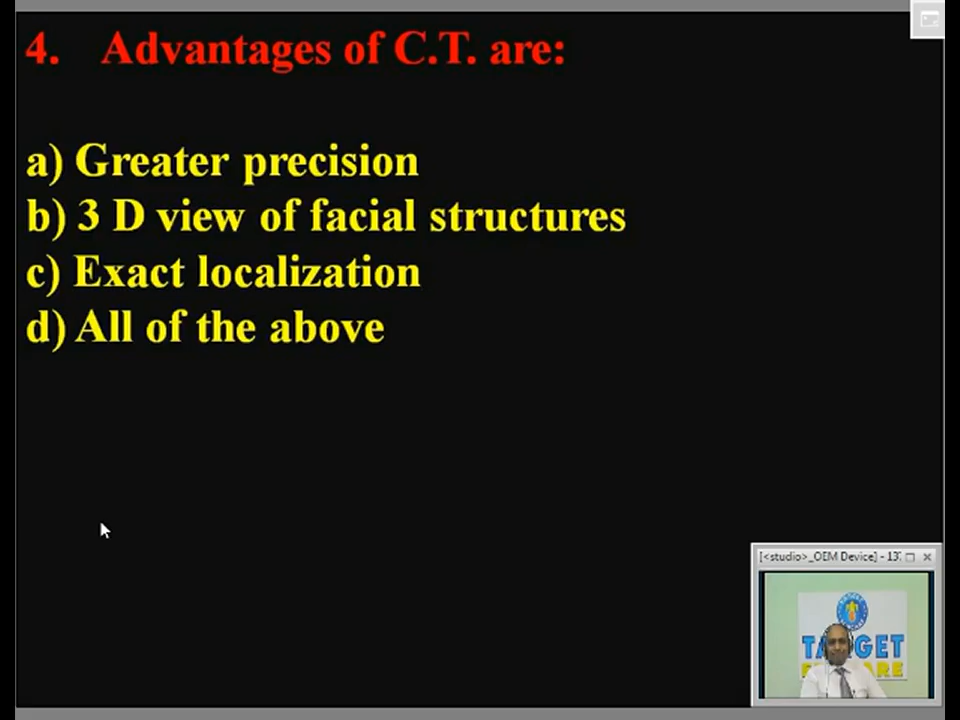 4. Advantages of C.T. are:
a) Greater precision
b) 3 D view of facial structures
c) Exact localization
d) All of the above
[<studio>_OEM Device] - 13
TARGET